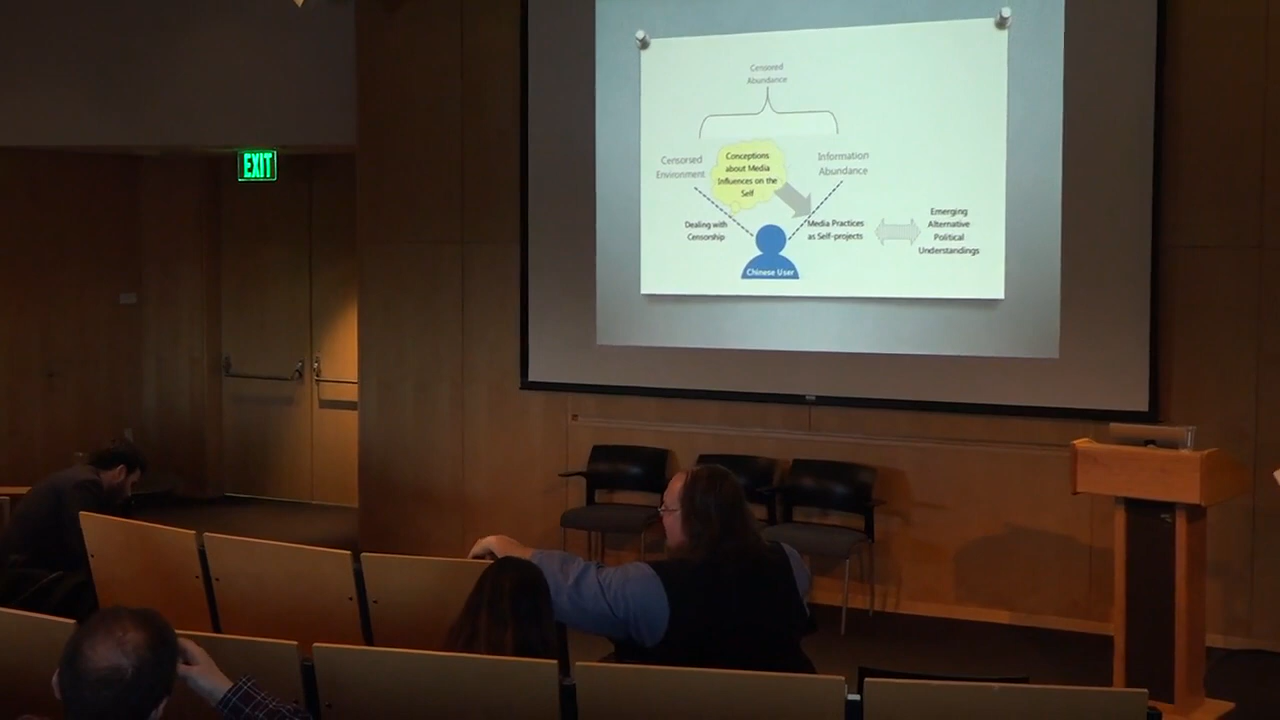 EXIT
Censored
Abundance
Censorsed
Environment
Conceptions
about Media
Influences on the
Self
Information
Abundance
Dealing with
Censorship
Media Practices
as Self-projects
Emerging
Alternative
Political
Understandings
Chinese User